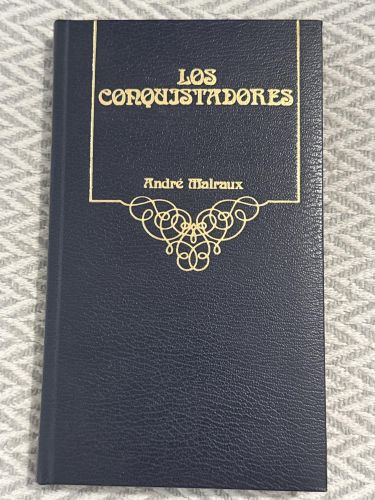 LOS
CONQUISTADORES
André Malraux